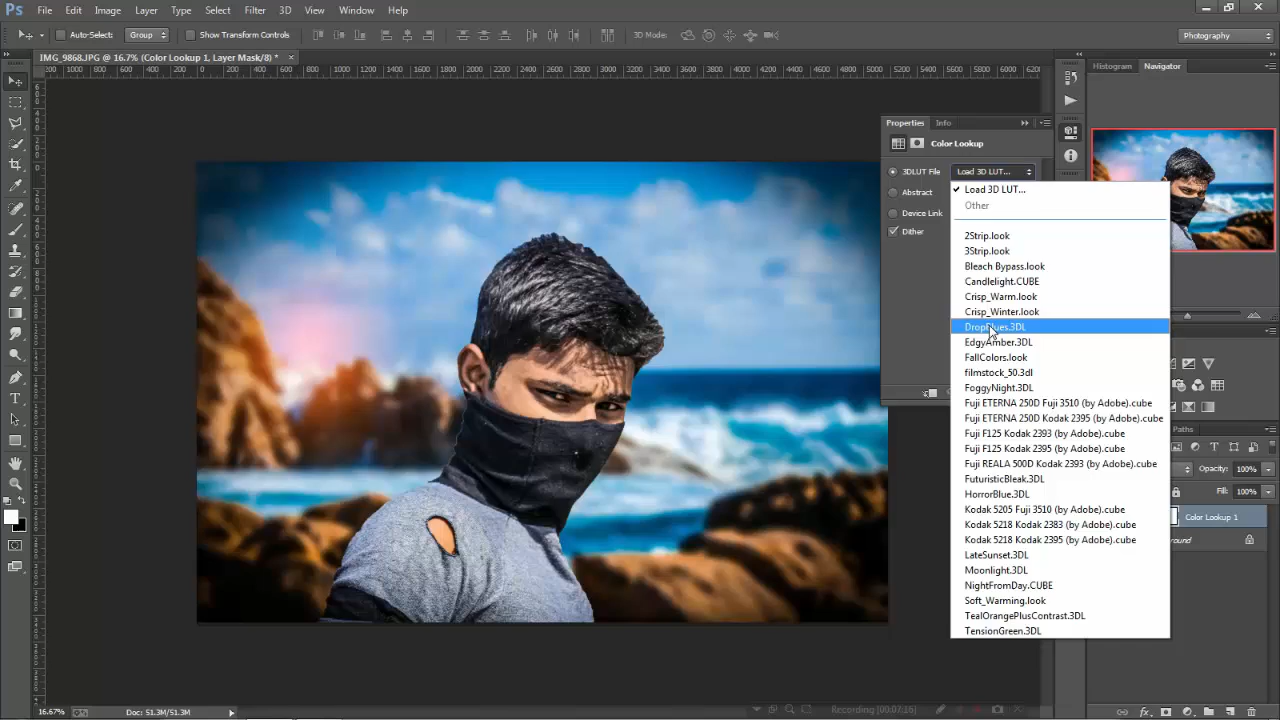 Ps File Edit Image Layer Type Select Filter 3D View Window Help
Auto-Select: Group Show Transform Controls 3D Mode: Photography
IMG_9868.JPG @ 16.7% (Color Lookup 1, Layer Mask/8) * ×
Histogram Navigator
Properties Info
Color Lookup
3DLUT File Load 3D LUT...
Abstract
Device Link
Dither
Load 3D LUT...
Other
2Strip.look
3Strip.look
Bleach Bypass.look
Candlelight.CUBE
Crisp_Warm.look
Crisp_Winter.look
DropBlues.3DL
EdgyAmber.3DL
FallColors.look
filmstock_50.3dl
FoggyNight.3DL
Fuji ETERNA 250D Fuji 3510 (by Adobe).cube
Fuji ETERNA 250D Kodak 2395 (by Adobe).cube
Fuji F125 Kodak 2393 (by Adobe).cube
Fuji F125 Kodak 2395 (by Adobe).cube
Fuji REALA 500D Kodak 2393 (by Adobe).cube
FuturisticBleak.3DL
HorrorBlue.3DL
Kodak 5205 Fuji 3510 (by Adobe).cube
Kodak 5218 Kodak 2383 (by Adobe).cube
Kodak 5218 Kodak 2395 (by Adobe).cube
LateSunset.3DL
Moonlight.3DL
NightFromDay.CUBE
Soft_Warming.look
TealOrangePlusContrast.3DL
TensionGreen.3DL
Paths
Opacity: 100%
Fill: 100%
Color Lookup 1
round
16.67% Doc: 51.3M/51.3M
Recording [00:07:16]